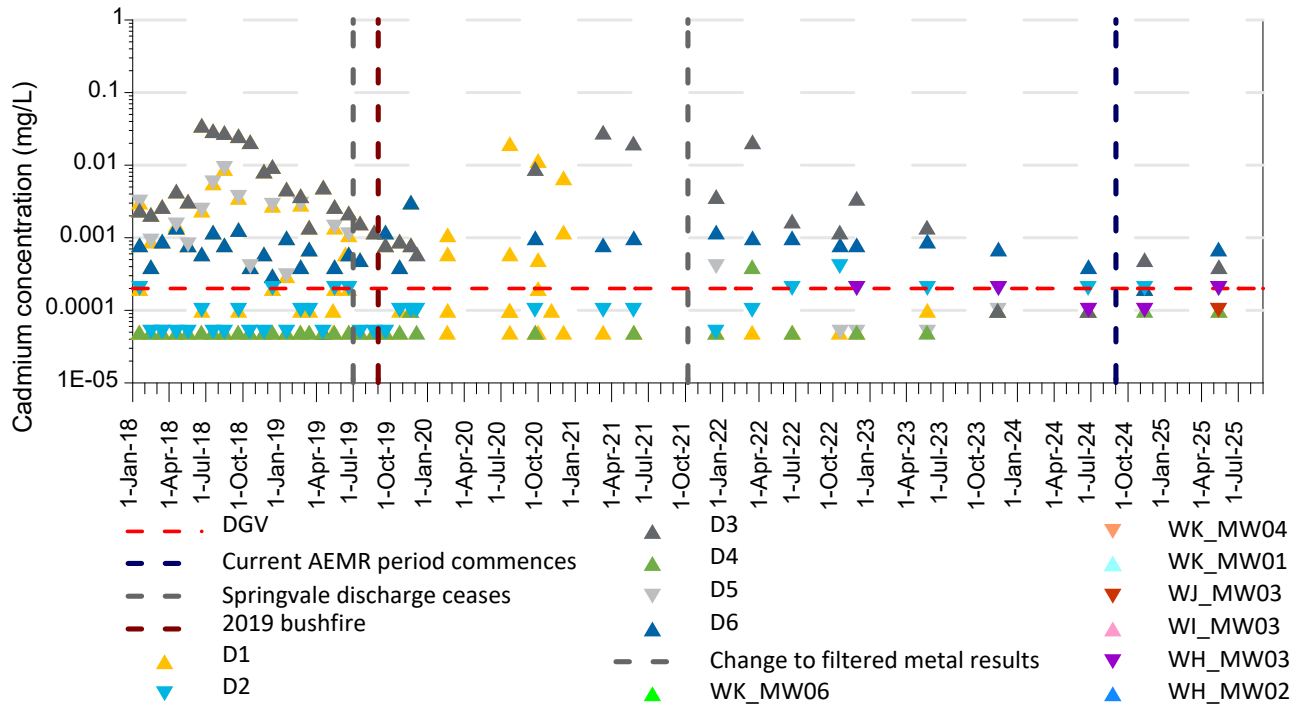 Cadmium concentration (mg/L)
1
0.1
0.01
0.001
0.0001
1E-05
1-Jan-18
1-Apr-18
1-Jul-18
1-Oct-18
1-Jan-19
1-Apr-19
1-Jul-19
1-Oct-19
1-Jan-20
1-Apr-20
1-Jul-20
1-Oct-20
1-Jan-21
1-Apr-21
1-Jul-21
1-Oct-21
1-Jan-22
1-Apr-22
1-Jul-22
1-Oct-22
1-Jan-23
1-Apr-23
1-Jul-23
1-Oct-23
1-Jan-24
1-Apr-24
1-Jul-24
1-Oct-24
1-Jan-25
1-Apr-25
1-Jul-25
DGV
Current AEMR period commences
Springvale discharge ceases
2019 bushfire
D1
D2
D3
D4
D5
D6
Change to filtered metal results
WK_MW06
WK_MW04
WK_MW01
WJ_MW03
WI_MW03
WH_MW03
WH_MW02